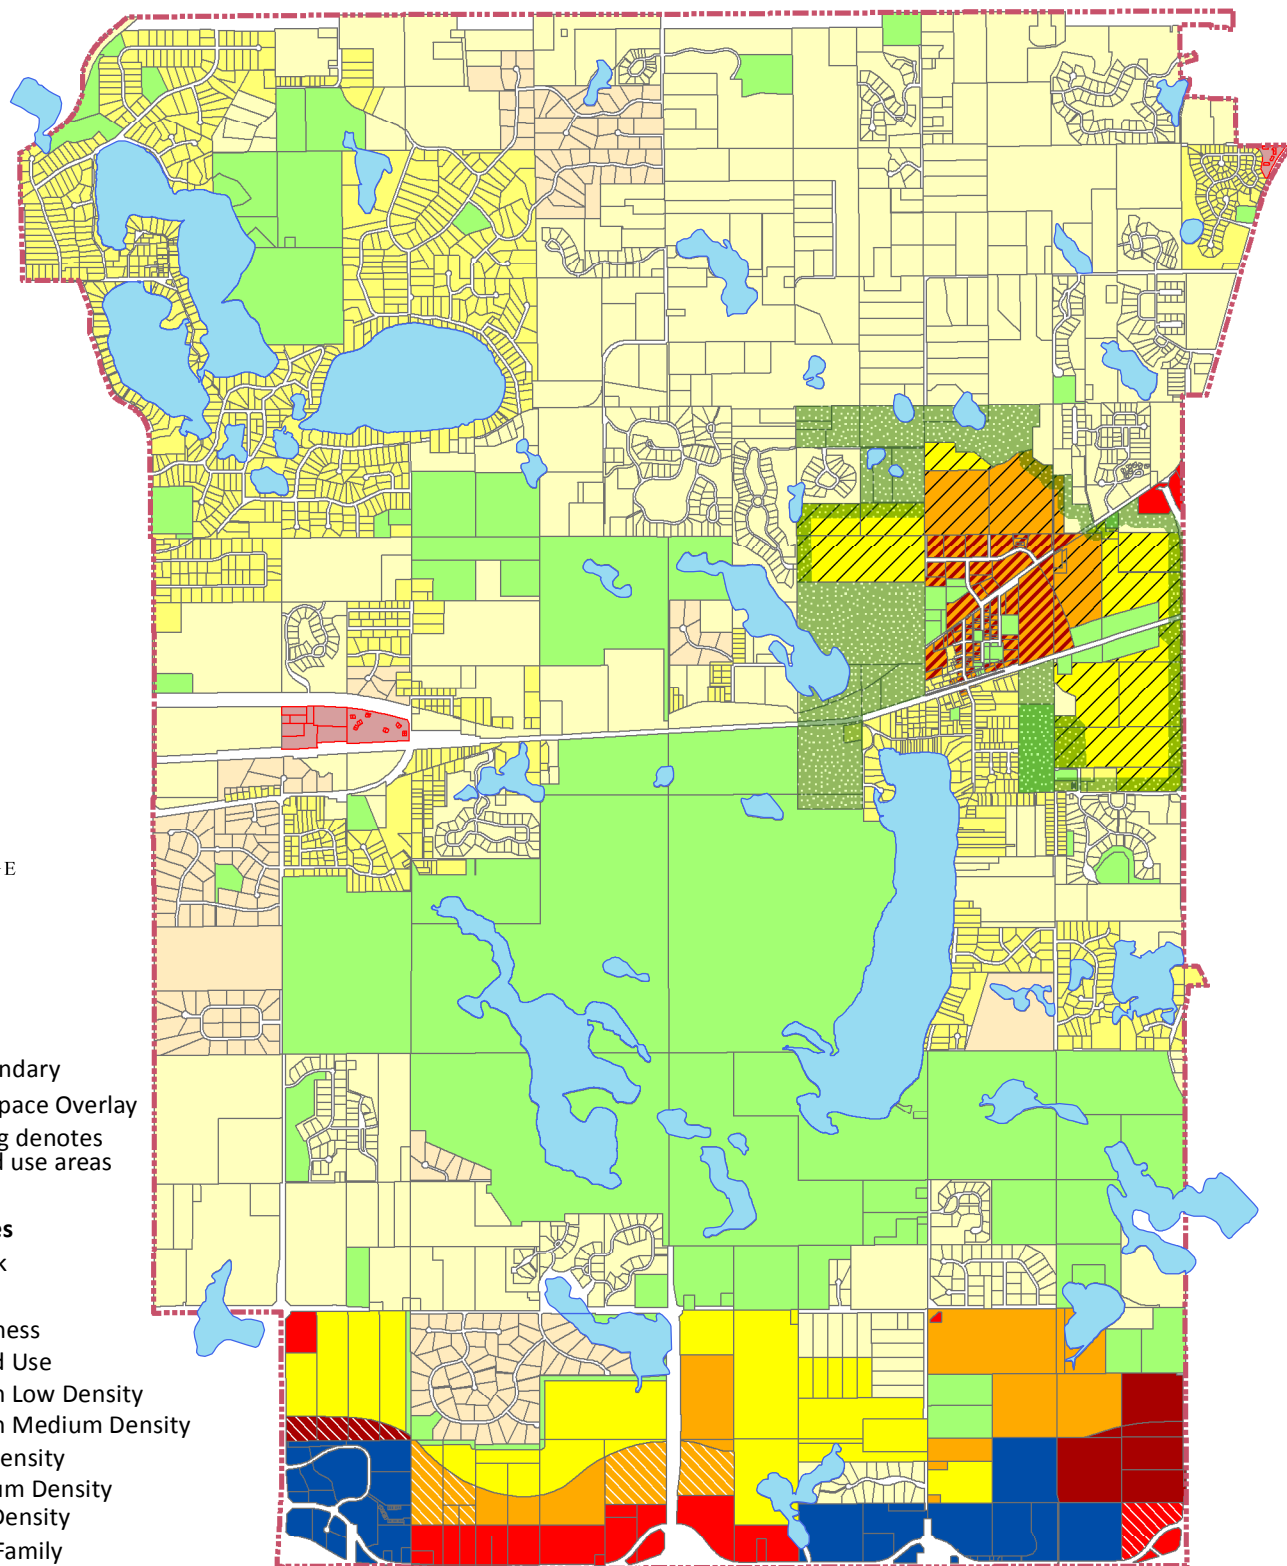 E
ndary
pace Overlay
g denotes
d use areas
es
k
ness
d Use
n Low Density
n Medium Density
ensity
um Density
Density
Family